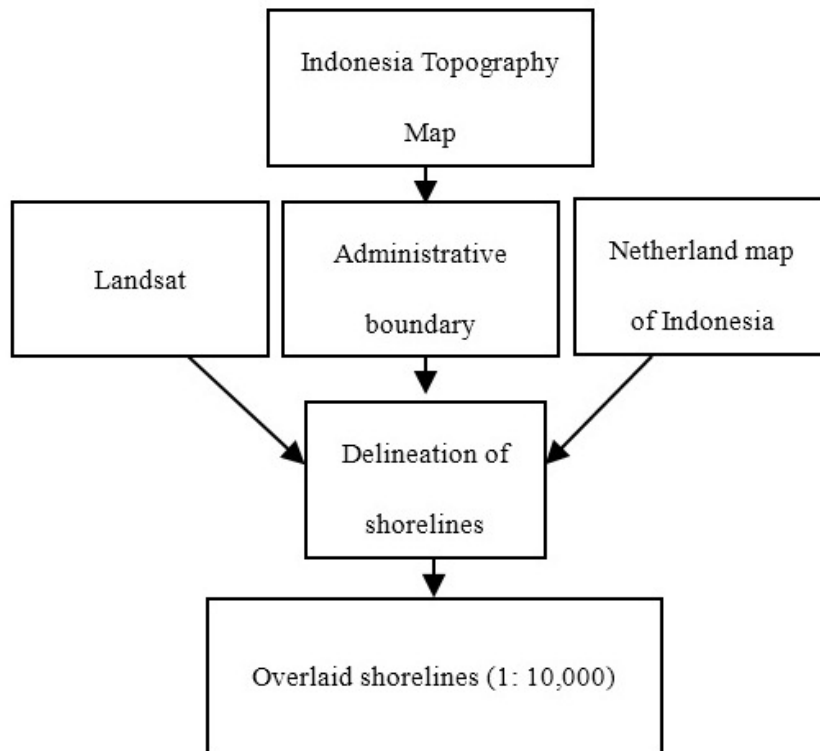 Indonesia Topography
Map
Landsat
Administrative
boundary
Netherland map
of Indonesia
Delineation of
shorelines
Overlaid shorelines (1: 10,000)